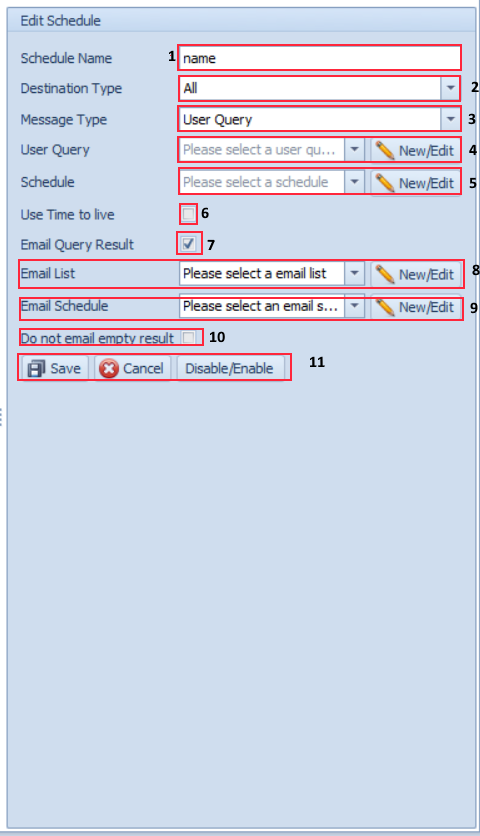 Edit Schedule
Schedule Name 1 name
Destination Type All 2
Message Type User Query 3
User Query Please select a user qu... New/Edit 4
Schedule Please select a schedule New/Edit 5
Use Time to live 6
Email Query Result 7
Email List Please select a email list New/Edit 8
Email Schedule Please select an email s... New/Edit 9
Do not email empty result 10
Save Cancel Disable/Enable 11